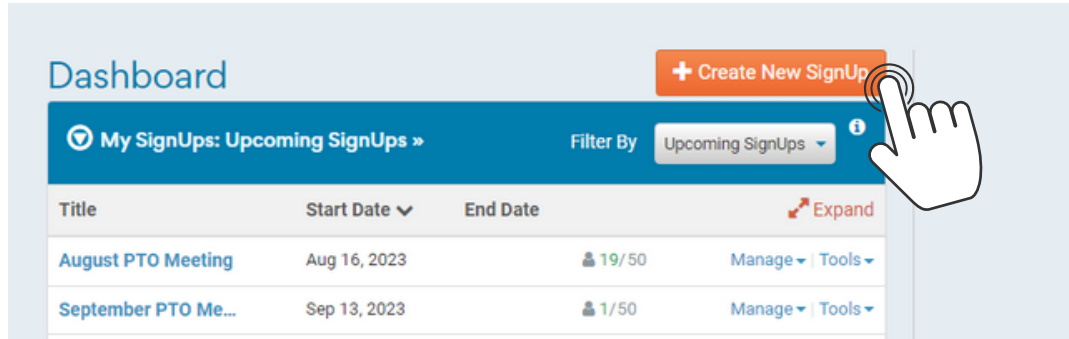 Dashboard
+ Create New SignUp
My SignUps: Upcoming SignUps »
Filter By
Upcoming SignUps
i
Title Start Date End Date Expand
August PTO Meeting Aug 16, 2023 19/50 Manage | Tools
September PTO Me... Sep 13, 2023 1/50 Manage | Tools